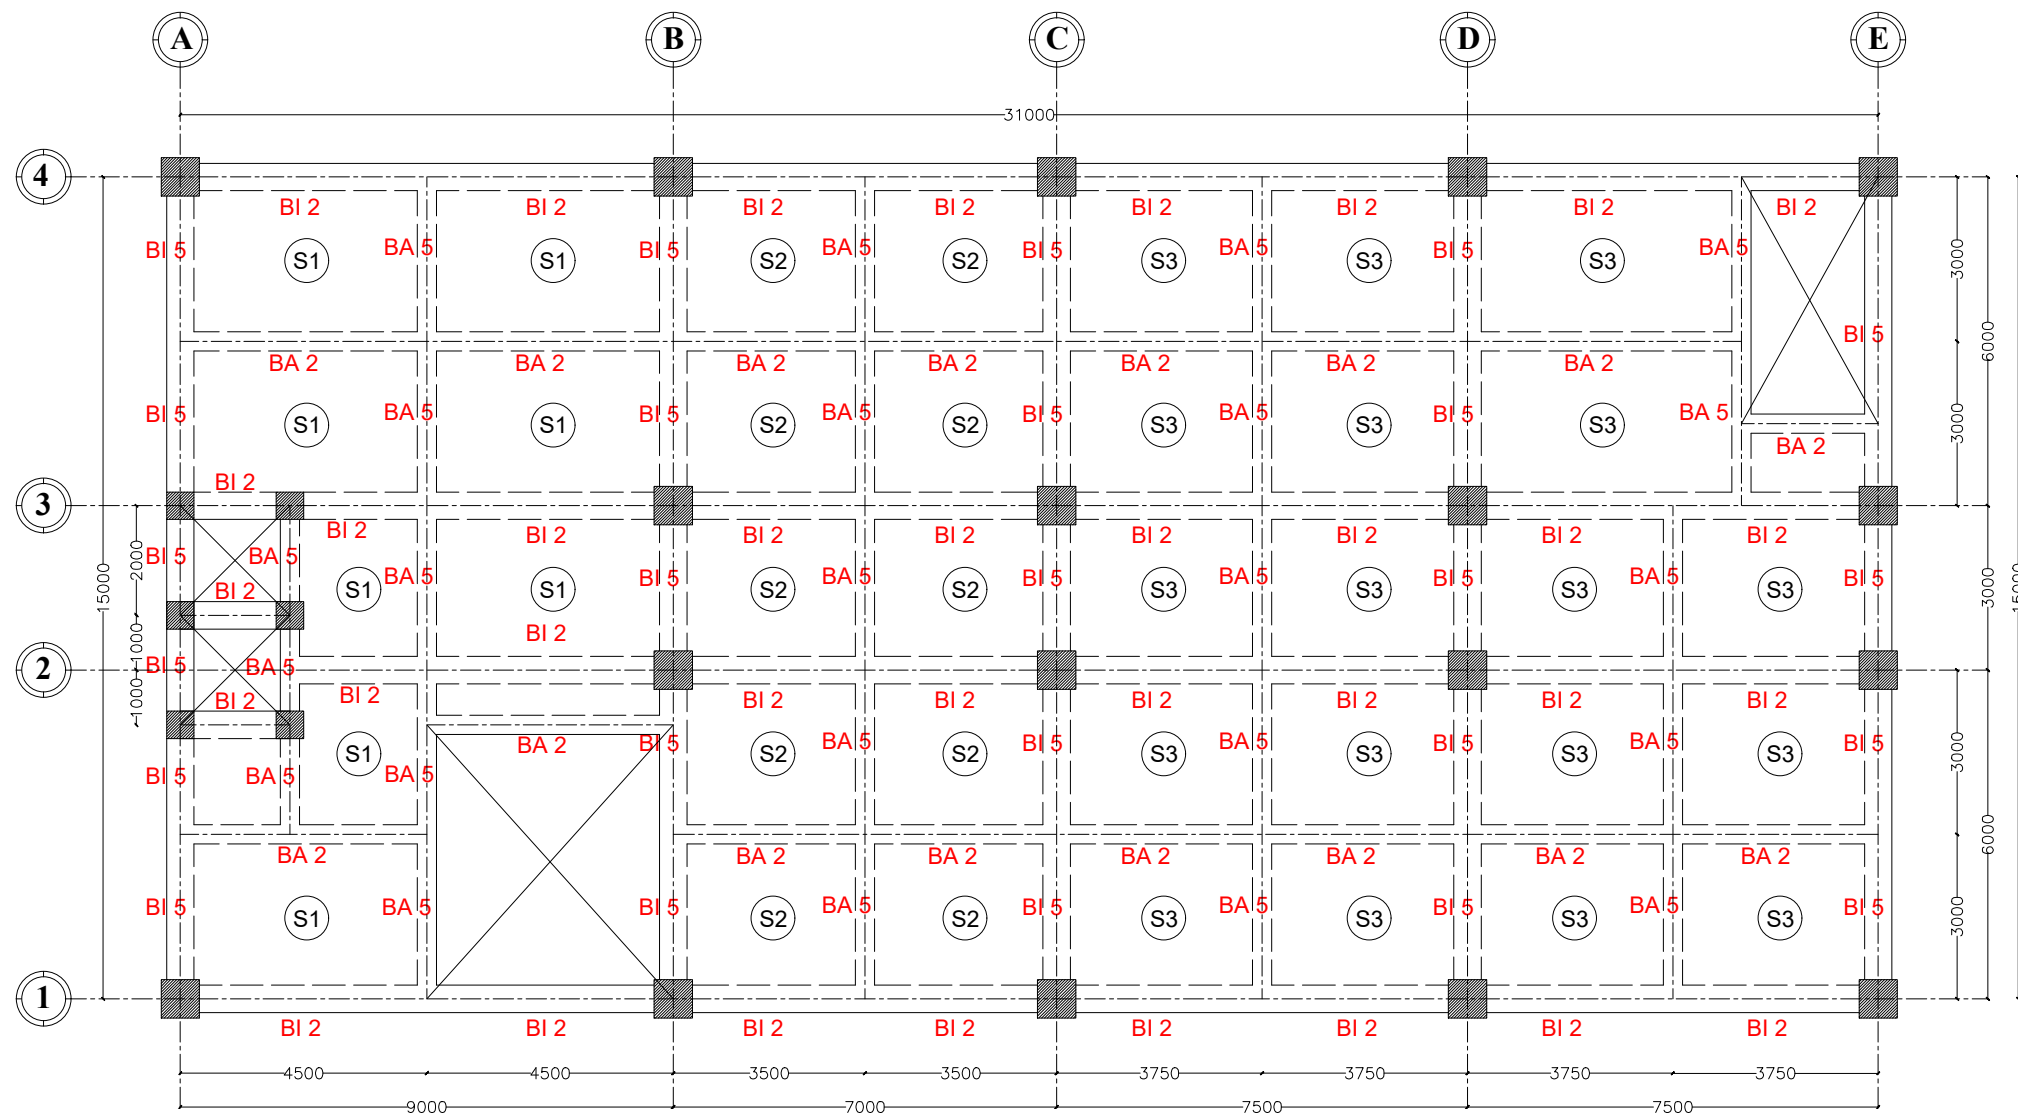 A B C D E
31000
4
BI 2 BI 2 BI 2 BI 2 BI 2 BI 2 BI 2 BI 2
BI 5 BA 5 BI 5 BA 5 BI 5 BA 5 BI 5 BA 5
S1 S1 S2 S2 S3 S3 S3 3000
BI 5 6000
BA 2 BA 2 BA 2 BA 2 BA 2 BA 2 BA 2
BI 5 BA 5 BI 5 BA 5 BI 5 BA 5 BI 5 BA 5
S1 S1 S2 S2 S3 S3 S3 3000
BA 2
BI 2
3
BI 2 BI 2 BI 2 BI 2 BI 2 BI 2 BI 2 BI 2
2000 BI 5 BA 5
15000 BA 5 BI 5 BA 5 BI 5 BA 5 BI 5 BA 5 BI 5
BI 2 S1 S1 S2 S2 S3 S3 S3 S3 3000 15000
1000 BI 2
2 BI 5 BA 5
1000 BI 2 BI 2 BI 2 BI 2 BI 2 BI 2 BI 2 BI 2
BA 2 BI 5 BA 5 BI 5 BA 5 BI 5 BA 5 BI 5
S1 S2 S2 S3 S3 S3 S3 3000
BI 5 BA 5 BA 5
6000
BA 2 BA 2 BA 2 BA 2 BA 2 BA 2 BA 2
BI 5 BA 5 BI 5 BA 5 BI 5 BA 5 BI 5 BA 5 BI 5
S1 S2 S2 S3 S3 S3 S3 3000
1
BI 2 BI 2 BI 2 BI 2 BI 2 BI 2 BI 2 BI 2
4500 4500 3500 3500 3750 3750 3750 3750
9000 7000 7500 7500